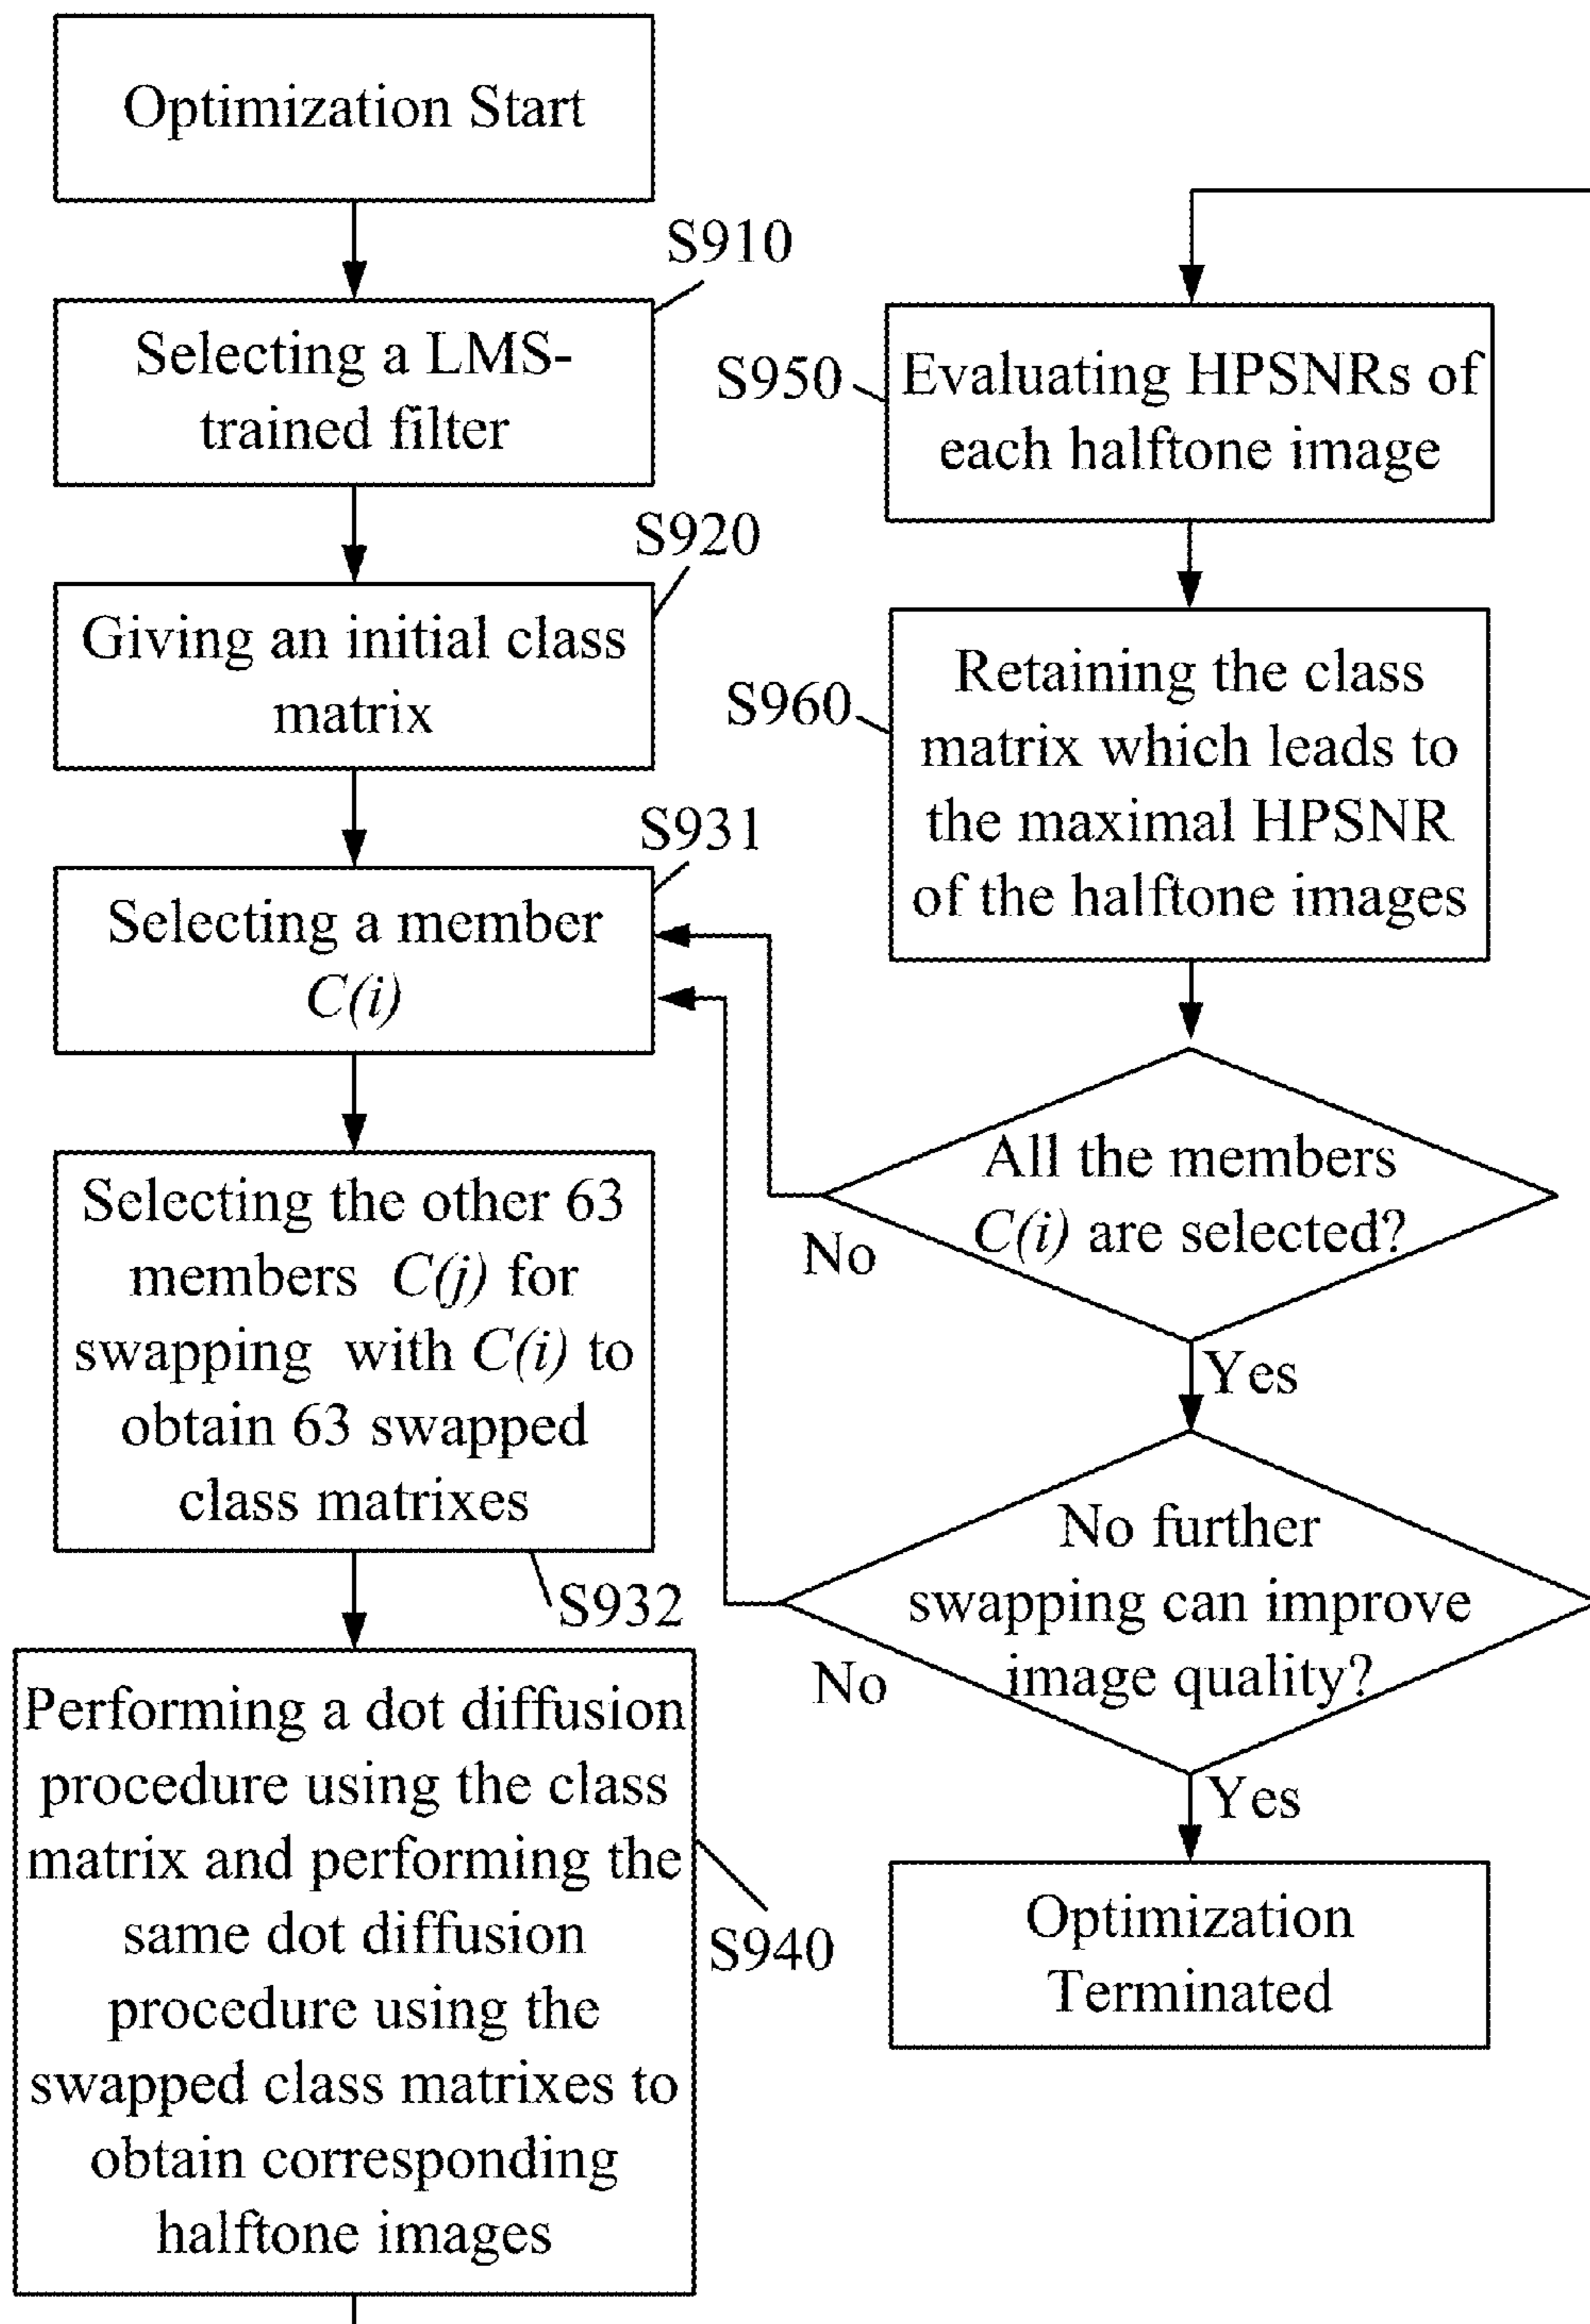 Optimization Start
S910
Selecting a LMS-
trained filter
S920
Giving an initial class
matrix
S931
Selecting a member
C(i)
Selecting the other 63
members C(j) for
swapping with C(i) to
obtain 63 swapped
class matrixes
S932
Performing a dot diffusion
procedure using the class
matrix and performing the
same dot diffusion
procedure using the
swapped class matrixes to
obtain corresponding
halftone images
S940
S950
Evaluating HPSNRs of
each halftone image
S960
Retaining the class
matrix which leads to
the maximal HPSNR
of the halftone images
All the members
C(i) are selected?
No
Yes
No further
swapping can improve
image quality?
No
Yes
Optimization
Terminated